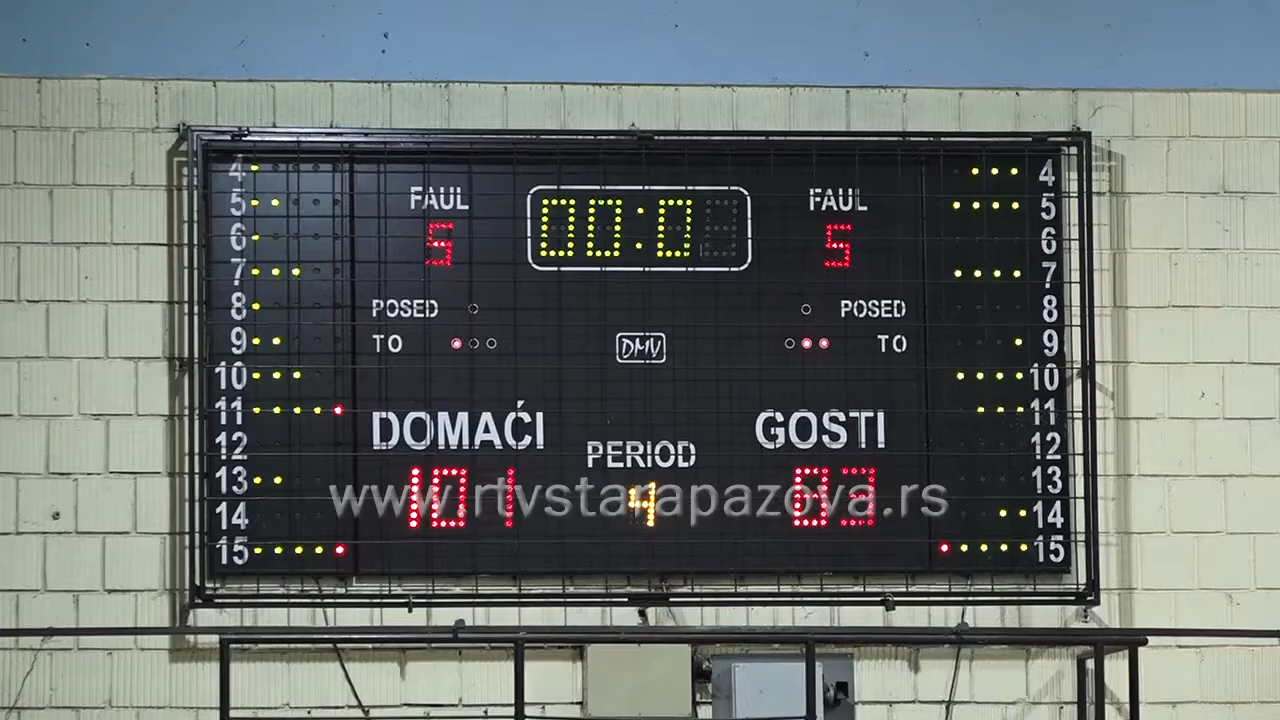 4 4
FAUL 00:0 FAUL
5 5
5 5
6 6
7 7
8 POSED POSED 8
9 TO DMV TO 9
10 10
11 11
DOMAĆI GOSTI
12 PERIOD 12
13 13
101 4
www.rtvstarapazova.rs
14 14
15 15